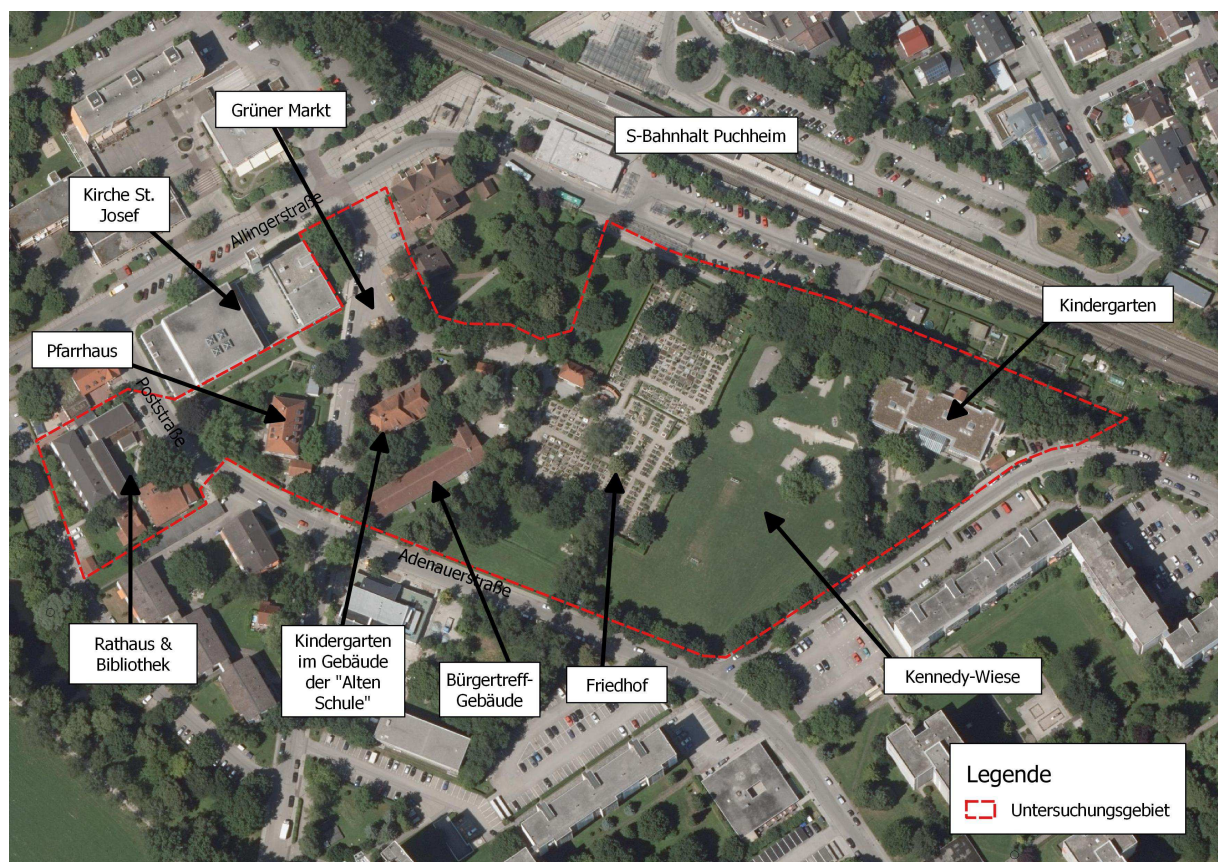 Grüner Markt
S-Bahnhalt Puchheim
Kirche St.
Josef
Allingerstraße
Kindergarten
Pfarrhaus
Poststraße
Adenauerstraße
Rathaus &
Bibliothek
Kindergarten
im Gebäude
der "Alten
Schule"
Bürgertreff-
Gebäude
Friedhof
Kennedy-Wiese
Legende
Untersuchungsgebiet